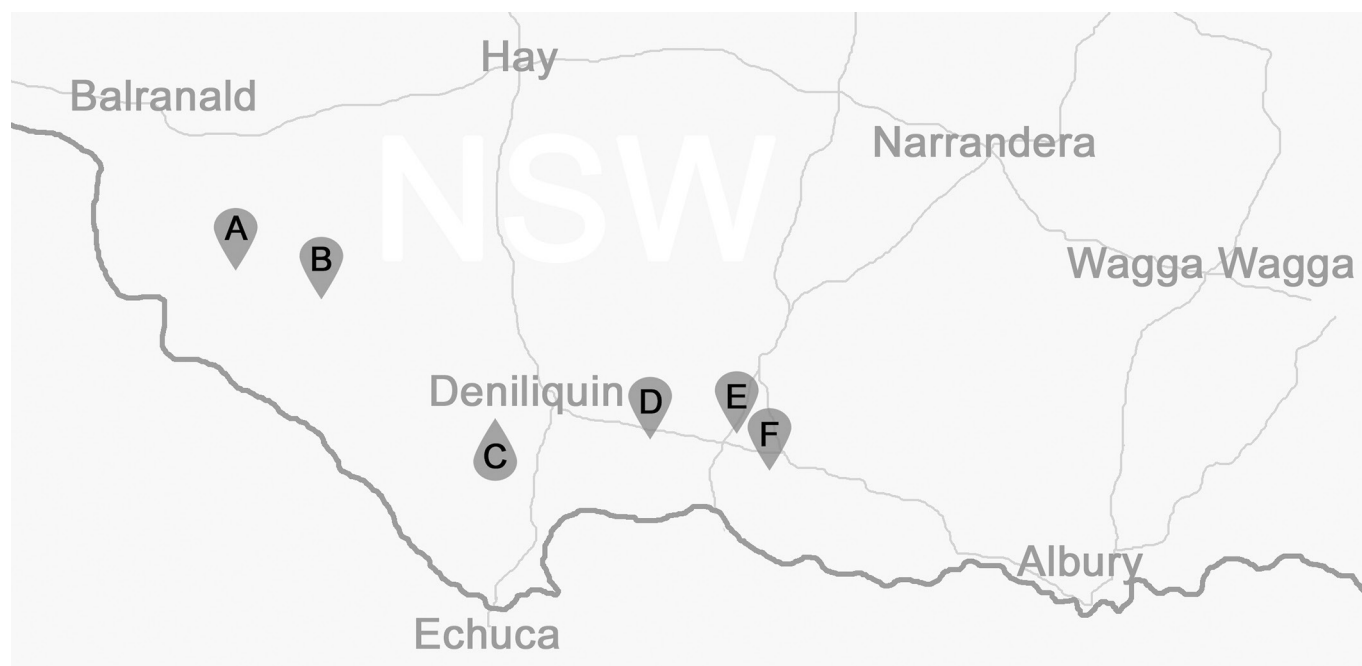 Hay
Balranald
NSW
Narrandera
A
B
Wagga Wagga
Deniliquin
D
E
F
C
Albury
Echuca